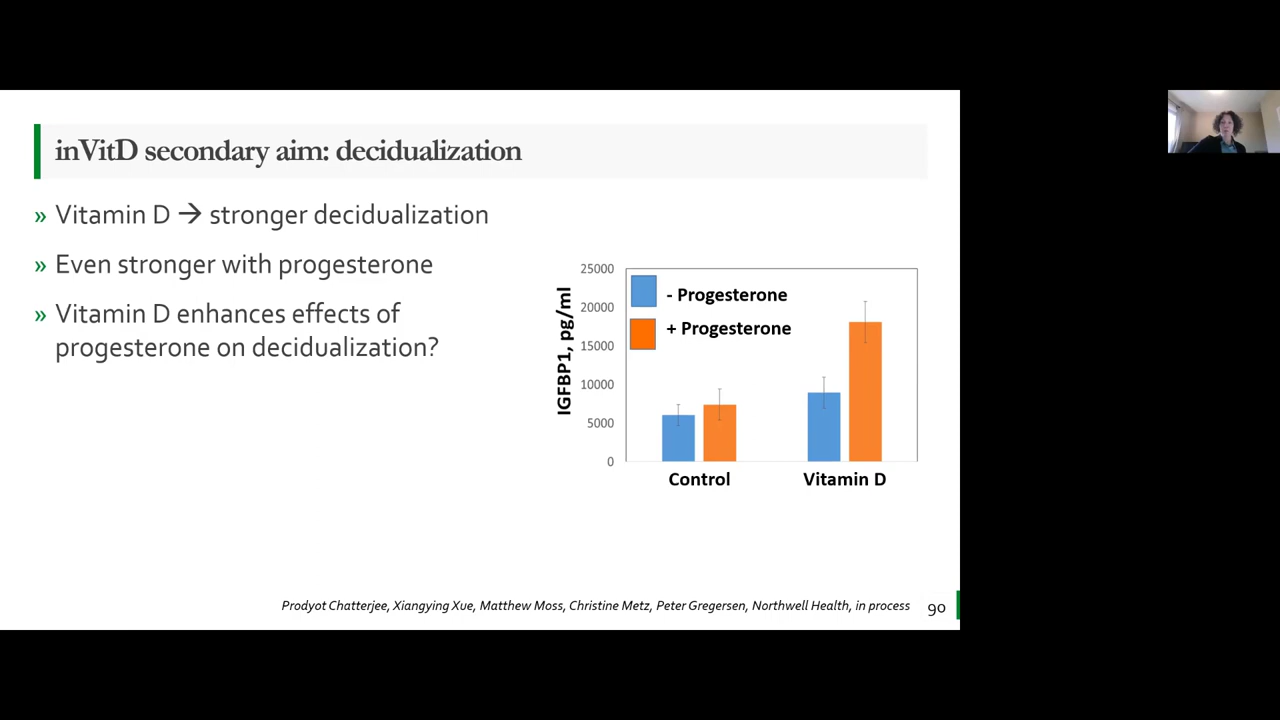 inVitD secondary aim: decidualization
» Vitamin D → stronger decidualization
» Even stronger with progesterone
» Vitamin D enhances effects of
progesterone on decidualization?
IGFBP1, pg/ml
25000
20000
15000
10000
5000
0
- Progesterone
+ Progesterone
Control
Vitamin D
Prodyot Chatterjee, Xiangying Xue, Matthew Moss, Christine Metz, Peter Gregersen, Northwell Health, in process
90